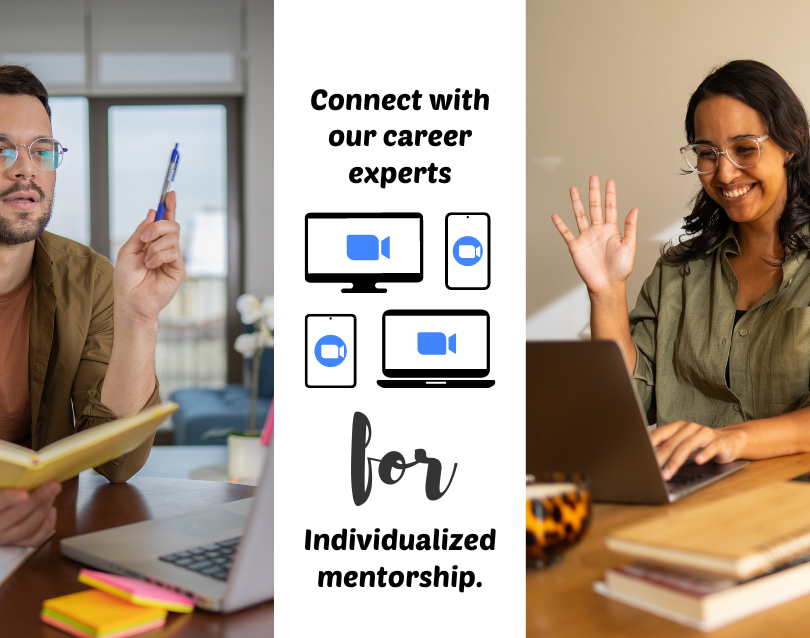 Connect with
our career
experts
for
Individualized
mentorship.